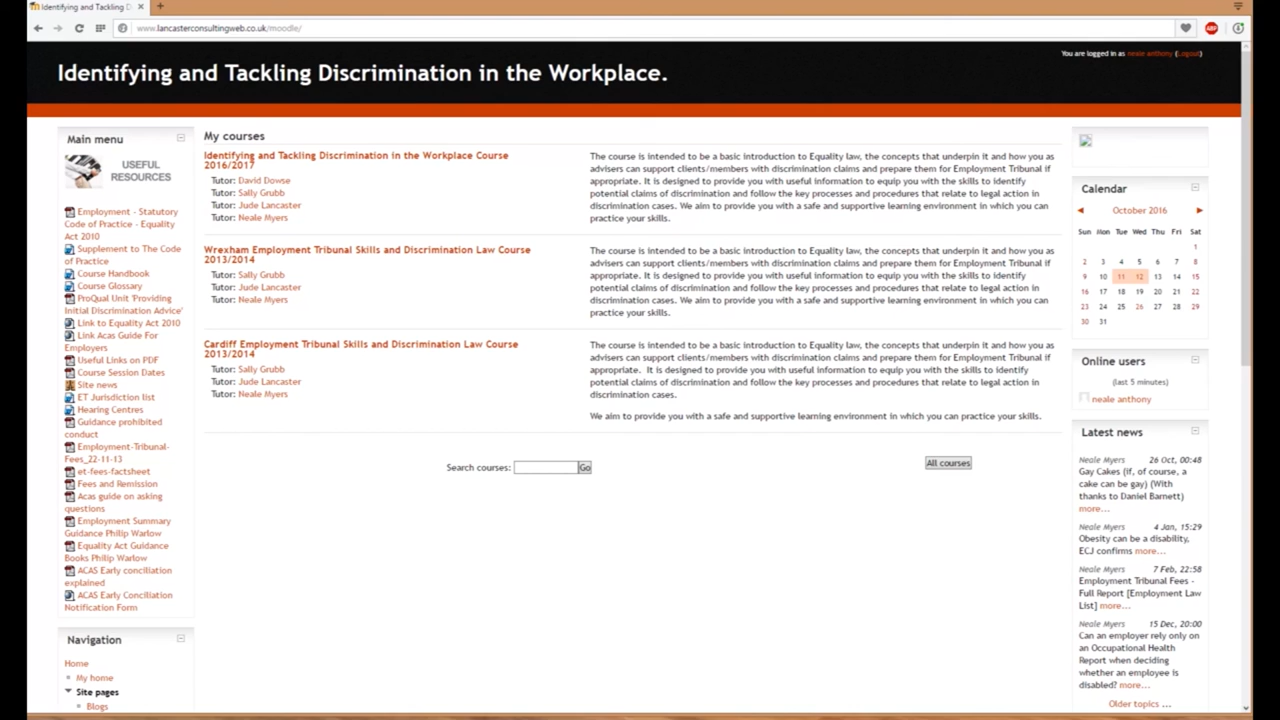 Identifying and Tackling D
www.lancasterconsultingweb.co.uk/moodle/
ABP
You are logged in as neale anthony (Logout)
Identifying and Tackling Discrimination in the Workplace.
Main menu
USEFUL
RESOURCES
Employment - Statutory
Code of Practice - Equality
Act 2010
Supplement to The Code
of Practice
Course Handbook
Course Glossary
ProQual Unit 'Providing
Initial Discrimination Advice'
Link to Equality Act 2010
Link Acas Guide For
Employers
Useful Links on PDF
Course Session Dates
Site news
ET Jurisdiction list
Hearing Centres
Guidance prohibited
conduct
Employment-Tribunal-
Fees_22-11-13
et-fees-factsheet
Fees and Remission
Acas guide on asking
questions
Employment Summary
Guidance Philip Warlow
Equality Act Guidance
Books Philip Warlow
ACAS Early conciliation
explained
ACAS Early Conciliation
Notification Form
Navigation
Home
My home
Site pages
Blogs
My courses
Identifying and Tackling Discrimination in the Workplace Course
2016/2017
Tutor: David Dowse
Tutor: Sally Grubb
Tutor: Jude Lancaster
Tutor: Neale Myers
The course is intended to be a basic introduction to Equality law, the concepts that underpin it and how you as
advisers can support clients/members with discrimination claims and prepare them for Employment Tribunal if
appropriate. It is designed to provide you with useful information to equip you with the skills to identify
potential claims of discrimination and follow the key processes and procedures that relate to legal action in
discrimination cases. We aim to provide you with a safe and supportive learning environment in which you can
practice your skills.
Wrexham Employment Tribunal Skills and Discrimination Law Course
2013/2014
Tutor: Sally Grubb
Tutor: Jude Lancaster
Tutor: Neale Myers
The course is intended to be a basic introduction to Equality law, the concepts that underpin it and how you as
advisers can support clients/members with discrimination claims and prepare them for Employment Tribunal if
appropriate. It is designed to provide you with useful information to equip you with the skills to identify
potential claims of discrimination and follow the key processes and procedures that relate to legal action in
discrimination cases. We aim to provide you with a safe and supportive learning environment in which you can
practice your skills.
Cardiff Employment Tribunal Skills and Discrimination Law Course
2013/2014
Tutor: Sally Grubb
Tutor: Jude Lancaster
Tutor: Neale Myers
The course is intended to be a basic introduction to Equality law, the concepts that underpin it and how you as
advisers can support clients/members with discrimination claims and prepare them for Employment Tribunal if
appropriate. It is designed to provide you with useful information to equip you with the skills to identify
potential claims of discrimination and follow the key processes and procedures that relate to legal action in
discrimination cases.
We aim to provide you with a safe and supportive learning environment in which you can practice your skills.
Search courses: Go
All courses
Calendar
October 2016
Sun Mon Tue Wed Thu Fri Sat
1
2 3 4 5 6 7 8
9 10 11 12 13 14 15
16 17 18 19 20 21 22
23 24 25 26 27 28 29
30 31
Online users
(last 5 minutes)
neale anthony
Latest news
Neale Myers 26 Oct, 00:48
Gay Cakes (if, of course, a
cake can be gay) (With
thanks to Daniel Barnett)
more...
Neale Myers 4 Jan, 15:29
Obesity can be a disability,
ECJ confirms more...
Neale Myers 7 Feb, 22:58
Employment Tribunal Fees -
Full Report [Employment Law
List] more...
Neale Myers 15 Dec, 20:00
Can an employer rely only on
an Occupational Health
Report when deciding
whether an employee is
disabled? more...
Older topics ...